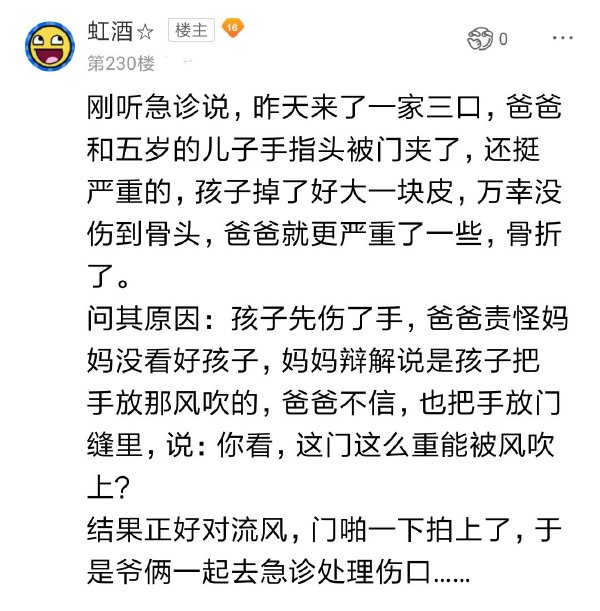 虹酒☆ 楼主 16
0
第230楼
刚听急诊说，昨天来了一家三口，爸爸
和五岁的儿子手指头被门夹了，还挺
严重的，孩子掉了好大一块皮，万幸没
伤到骨头，爸爸就更严重了一些，骨折
了。
问其原因：孩子先伤了手，爸爸责怪妈
妈没看好孩子，妈妈辩解说是孩子把
手放那风吹的，爸爸不信，也把手放门
缝里，说：你看，这门这么重能被风吹
上？
结果正好对流风，门啪一下拍上了，于
是爷俩一起去急诊处理伤口……